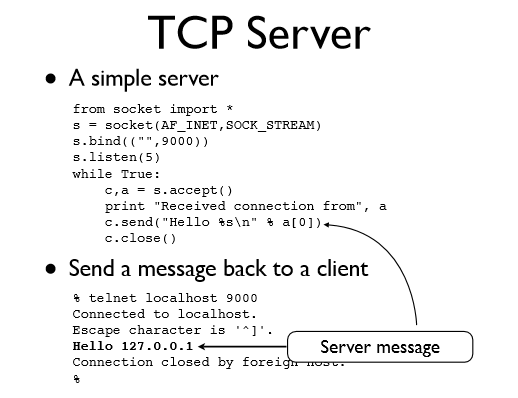 TCP Server
• A simple server
from socket import *
s = socket(AF_INET,SOCK_STREAM)
s.bind(("",9000))
s.listen(5)
while True:
    c,a = s.accept()
    print "Received connection from", a
    c.send("Hello %s\n" % a[0])
    c.close()
• Send a message back to a client
% telnet localhost 9000
Connected to localhost.
Escape character is '^]'.
Hello 127.0.0.1
Server message
Connection closed by foreign host.
%